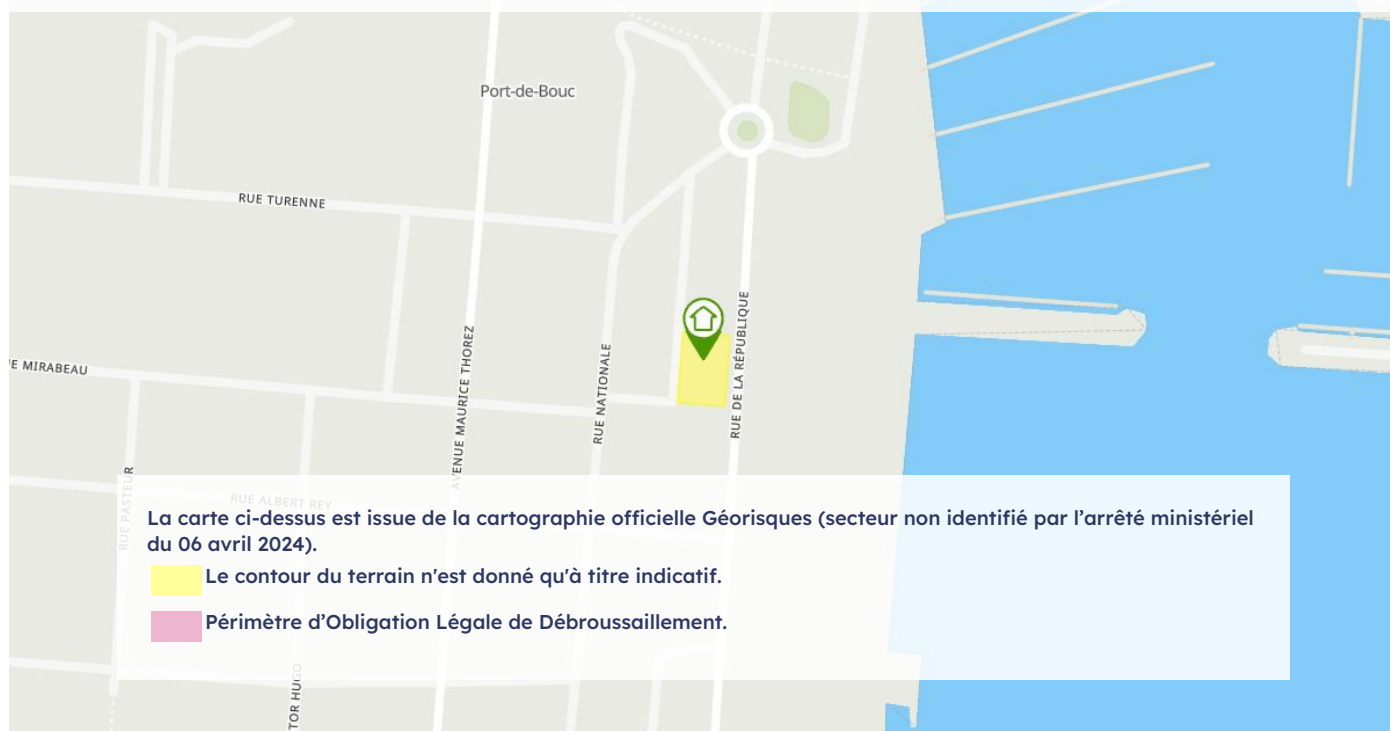 Port-de-Bouc
RUE TURENNE
RUE DE LA RÉPUBLIQUE
AVENUE MAURICE THOREZ
RUE NATIONALE
E MIRABEAU
RUE PASTEUR
RUE ALBERT REY
La carte ci-dessus est issue de la cartographie officielle Géorisques (secteur non identifié par l’arrêté ministériel
du 06 avril 2024).
Le contour du terrain n'est donné qu'à titre indicatif.
Périmètre d’Obligation Légale de Débroussaillement.
TOR HUGO